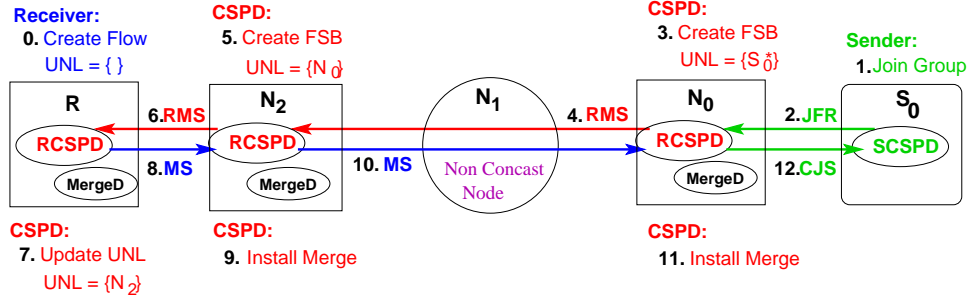 Receiver:
0. Create Flow
UNL = { }
CSPD:
5. Create FSB
UNL = {N0}
CSPD:
3. Create FSB
UNL = {S0*}
Sender:
1. Join Group
R
N2
N1
N0
S0
6. RMS
4. RMS
2. JFR
RCSPD
RCSPD
RCSPD
SCSPD
8. MS
10. MS
12. CJS
MergeD
MergeD
Non Concast
Node
MergeD
CSPD:
7. Update UNL
UNL = {N2}
CSPD:
9. Install Merge
CSPD:
11. Install Merge